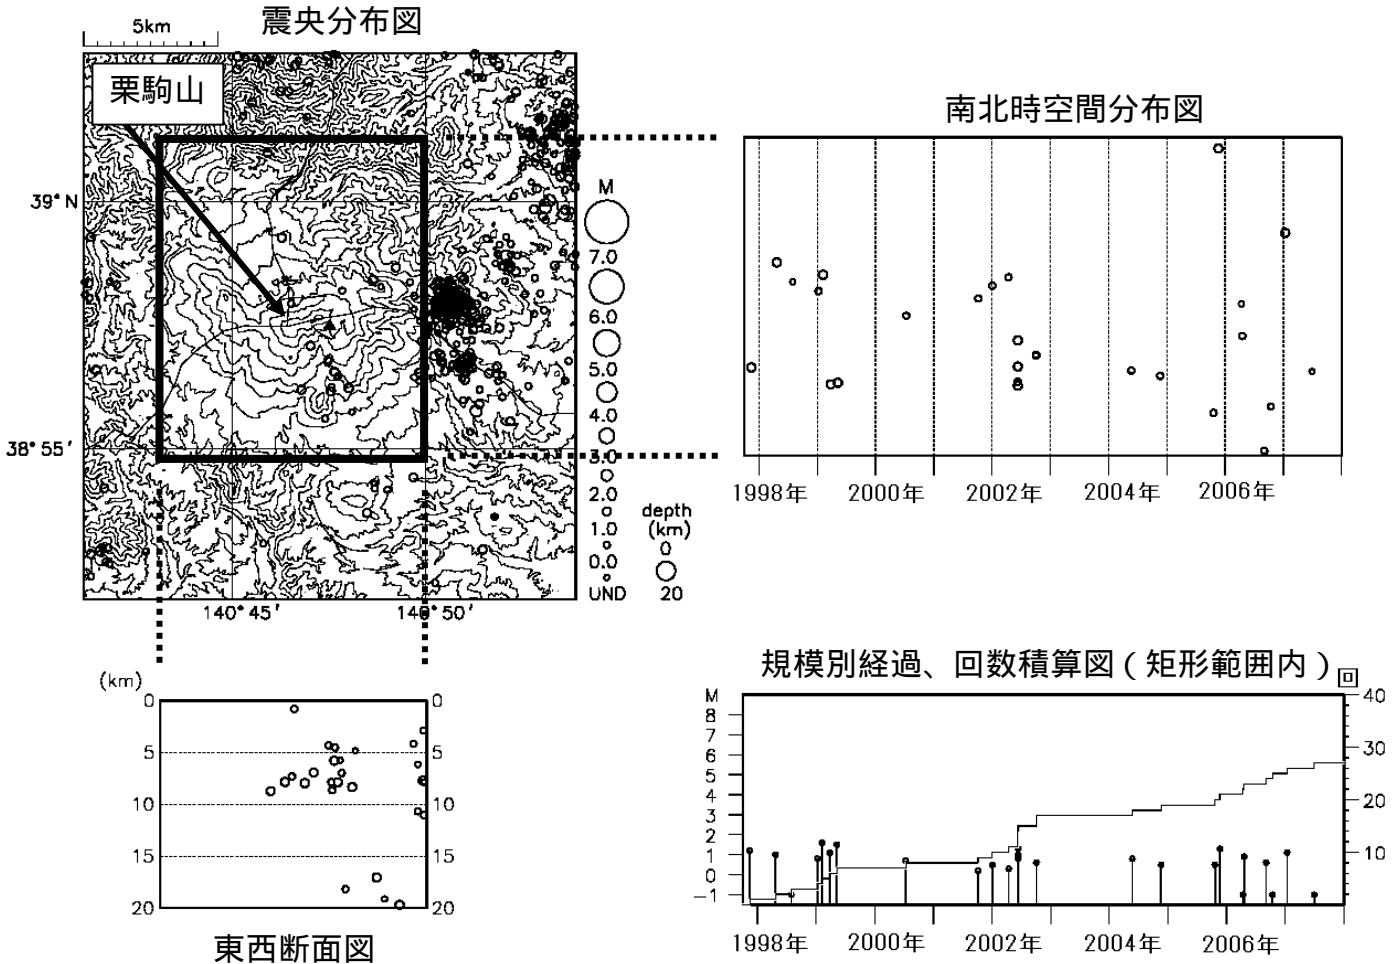 震央分布図
5km
栗駒山
39°N
38°55′
140°45′
140°50′
M
7.0
6.0
5.0
4.0
3.0
2.0
1.0
0.0
UND
depth
(km)
0
20
南北時空間分布図
1998年
2000年
2002年
2004年
2006年
(km)
0
5
10
15
20
0
5
10
15
20
東西断面図
規模別経過、回数積算図（矩形範囲内）
回
M
8
7
6
5
4
3
2
1
0
-1
40
30
20
10
1998年
2000年
2002年
2004年
2006年